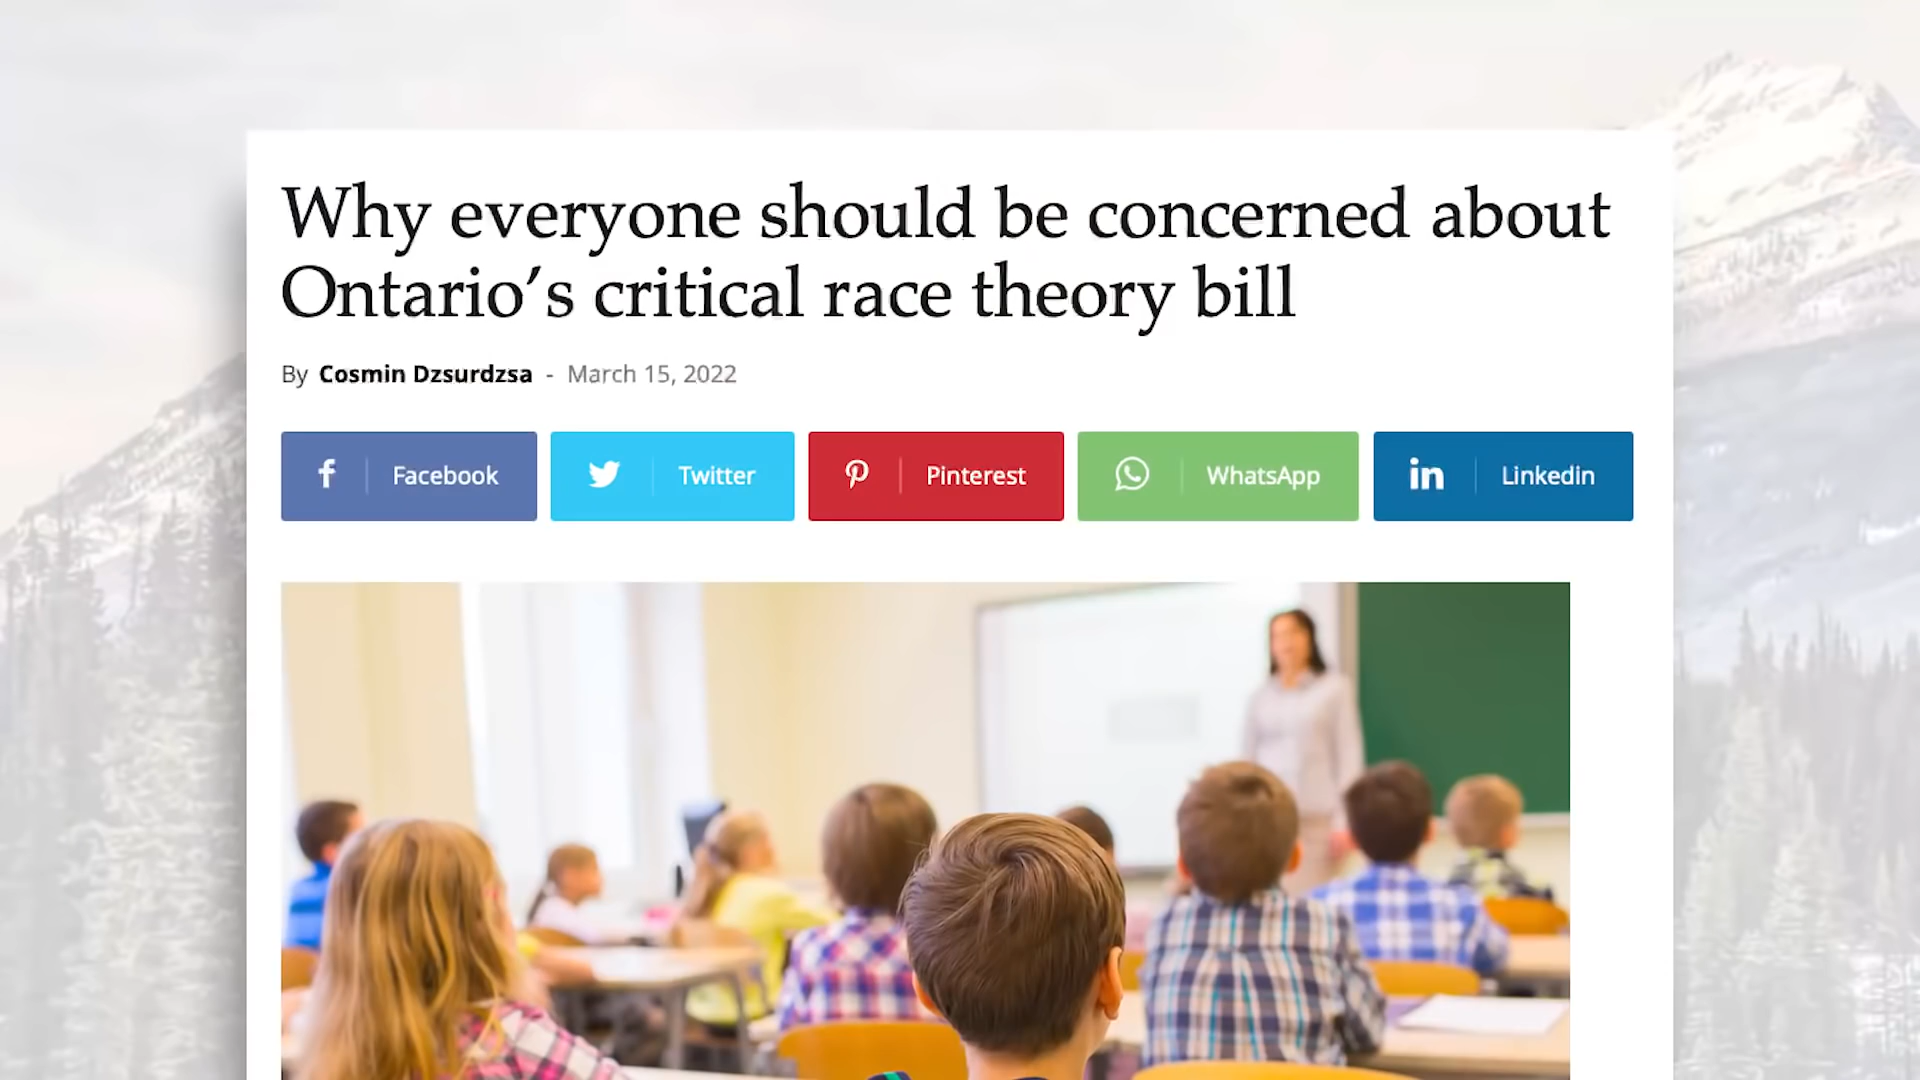 Why everyone should be concerned about
Ontario’s critical race theory bill
By Cosmin Dzsurdzsa - March 15, 2022
Facebook Twitter Pinterest WhatsApp Linkedin